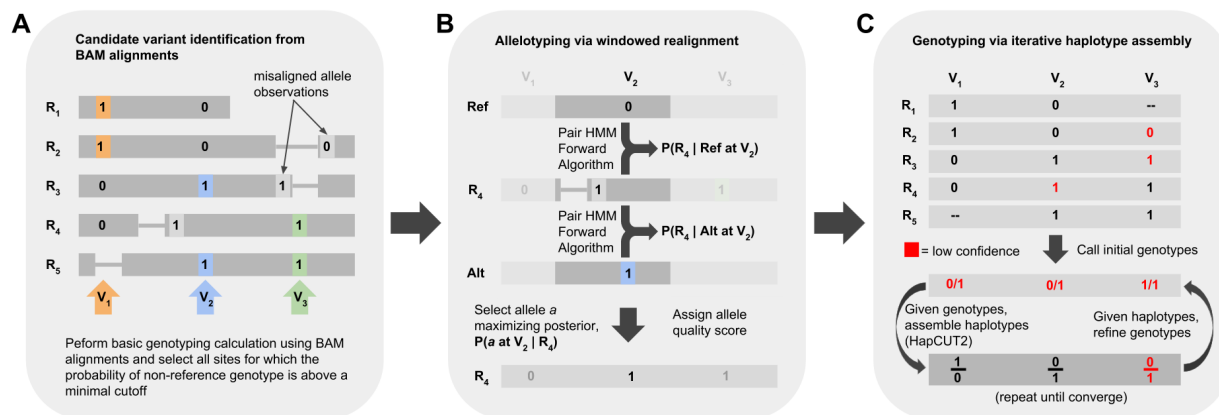 A
Candidate variant identification from
BAM alignments
misaligned allele
observations
R1 1 0
R2 1 0 0
R3 0 1 1
R4 0 1 1
R5 1 1
V1 V2 V3
Peform basic genotyping calculation using BAM
alignments and select all sites for which the
probability of non-reference genotype is above a
minimal cutoff
B
Allelotyping via windowed realignment
V1 V2 V3
Ref 0
Pair HMM
Forward
Algorithm
P(R4 | Ref at V2)
R4 0 1 1
Pair HMM
Forward
Algorithm
P(R4 | Alt at V2)
Alt 1
Select allele a
maximizing posterior,
P(a at V2 | R4)
Assign allele
quality score
R4 0 1 1
C
Genotyping via iterative haplotype assembly
V1 V2 V3
R1 1 0 --
R2 1 0 0
R3 0 1 1
R4 0 1 1
R5 -- 1 1
= low confidence
Call initial genotypes
0/1 0/1 1/1
Given genotypes,
assemble haplotypes
(HapCUT2)
Given haplotypes,
refine genotypes
1 0 0
0 1 1
(repeat until converge)